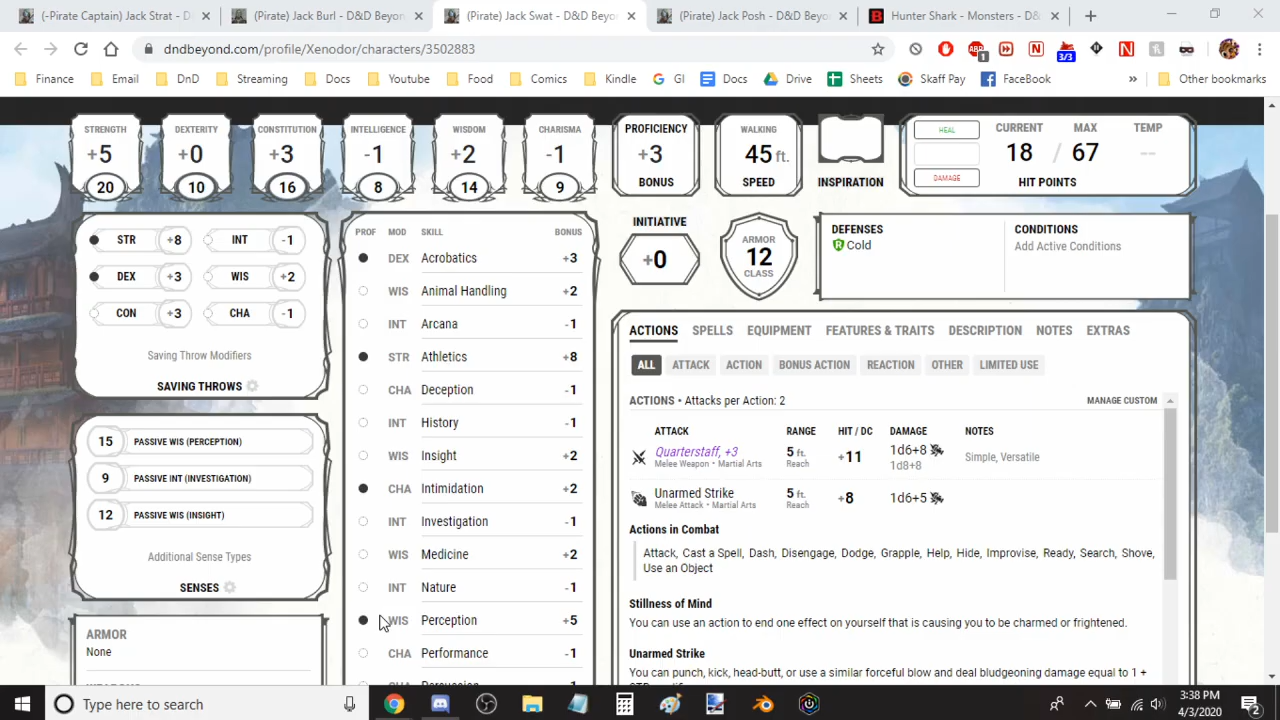 (-Pirate Captain) Jack Strat - D
(Pirate) Jack Burl - D&D Beyond
(Pirate) Jack Swat - D&D Beyon
(Pirate) Jack Posh - D&D Beyon
Hunter Shark - Monsters - D&D
dndbeyond.com/profile/Xenodor/characters/3502883
1
3/3
Finance
Email
DnD
Streaming
Docs
Youtube
Food
Comics
Kindle
GI
Docs
Drive
Sheets
Skaff Pay
FaceBook
»
Other bookmarks
STRENGTH
+5
20
DEXTERITY
+0
10
CONSTITUTION
+3
16
INTELLIGENCE
-1
8
WISDOM
+2
14
CHARISMA
-1
9
PROFICIENCY
+3
BONUS
WALKING
45 ft.
SPEED
INSPIRATION
HEAL
DAMAGE
CURRENT MAX TEMP
18 / 67 --
HIT POINTS
STR +8 INT -1
DEX +3 WIS +2
CON +3 CHA -1
Saving Throw Modifiers
SAVING THROWS
15 PASSIVE WIS (PERCEPTION)
9 PASSIVE INT (INVESTIGATION)
12 PASSIVE WIS (INSIGHT)
Additional Sense Types
SENSES
ARMOR
None
PROF MOD SKILL BONUS
DEX Acrobatics +3
WIS Animal Handling +2
INT Arcana -1
STR Athletics +8
CHA Deception -1
INT History -1
WIS Insight +2
CHA Intimidation +2
INT Investigation -1
WIS Medicine +2
INT Nature -1
WIS Perception +5
CHA Performance -1
INITIATIVE
+0
ARMOR
12
CLASS
DEFENSES
R Cold
CONDITIONS
Add Active Conditions
ACTIONS SPELLS EQUIPMENT FEATURES & TRAITS DESCRIPTION NOTES EXTRAS
ALL ATTACK ACTION BONUS ACTION REACTION OTHER LIMITED USE
ACTIONS • Attacks per Action: 2 MANAGE CUSTOM
ATTACK RANGE HIT / DC DAMAGE NOTES
Quarterstaff, +3 5 ft. +11 1d6+8 Simple, Versatile
Melee Weapon • Martial Arts Reach 1d8+8
Unarmed Strike 5 ft. +8 1d6+5
Melee Attack • Martial Arts Reach
Actions in Combat
Attack, Cast a Spell, Dash, Disengage, Dodge, Grapple, Help, Hide, Improvise, Ready, Search, Shove,
Use an Object
Stillness of Mind
You can use an action to end one effect on yourself that is causing you to be charmed or frightened.
Unarmed Strike
You can punch, kick, head-butt, or use a similar forceful blow and deal bludgeoning damage equal to 1 +
Type here to search
3:38 PM
4/3/2020
2